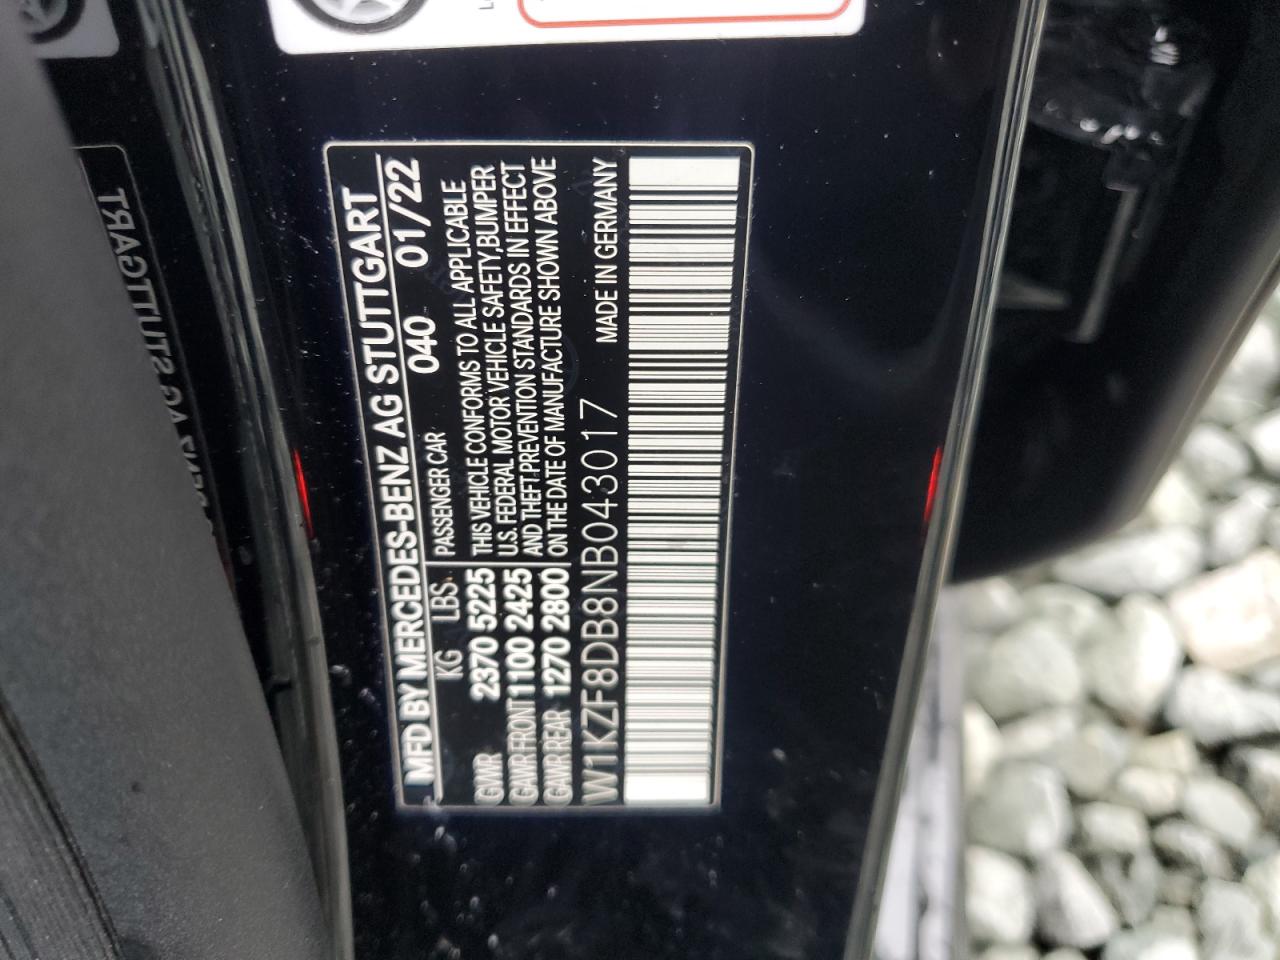 MFD BY MERCEDES-BENZ AG STUTTGART
040 01/22
KG LBS
PASSENGER CAR
GWR 2370 5225
GAWR FRONT 1100 2425
GAWR REAR 1270 2800
THIS VEHICLE CONFORMS TO ALL APPLICABLE
U.S. FEDERAL MOTOR VEHICLE SAFETY,BUMPER
AND THEFT PREVENTION STANDARDS IN EFFECT
ON THE DATE OF MANUFACTURE SHOWN ABOVE
W1KZF8DB8NB043017 MADE IN GERMANY